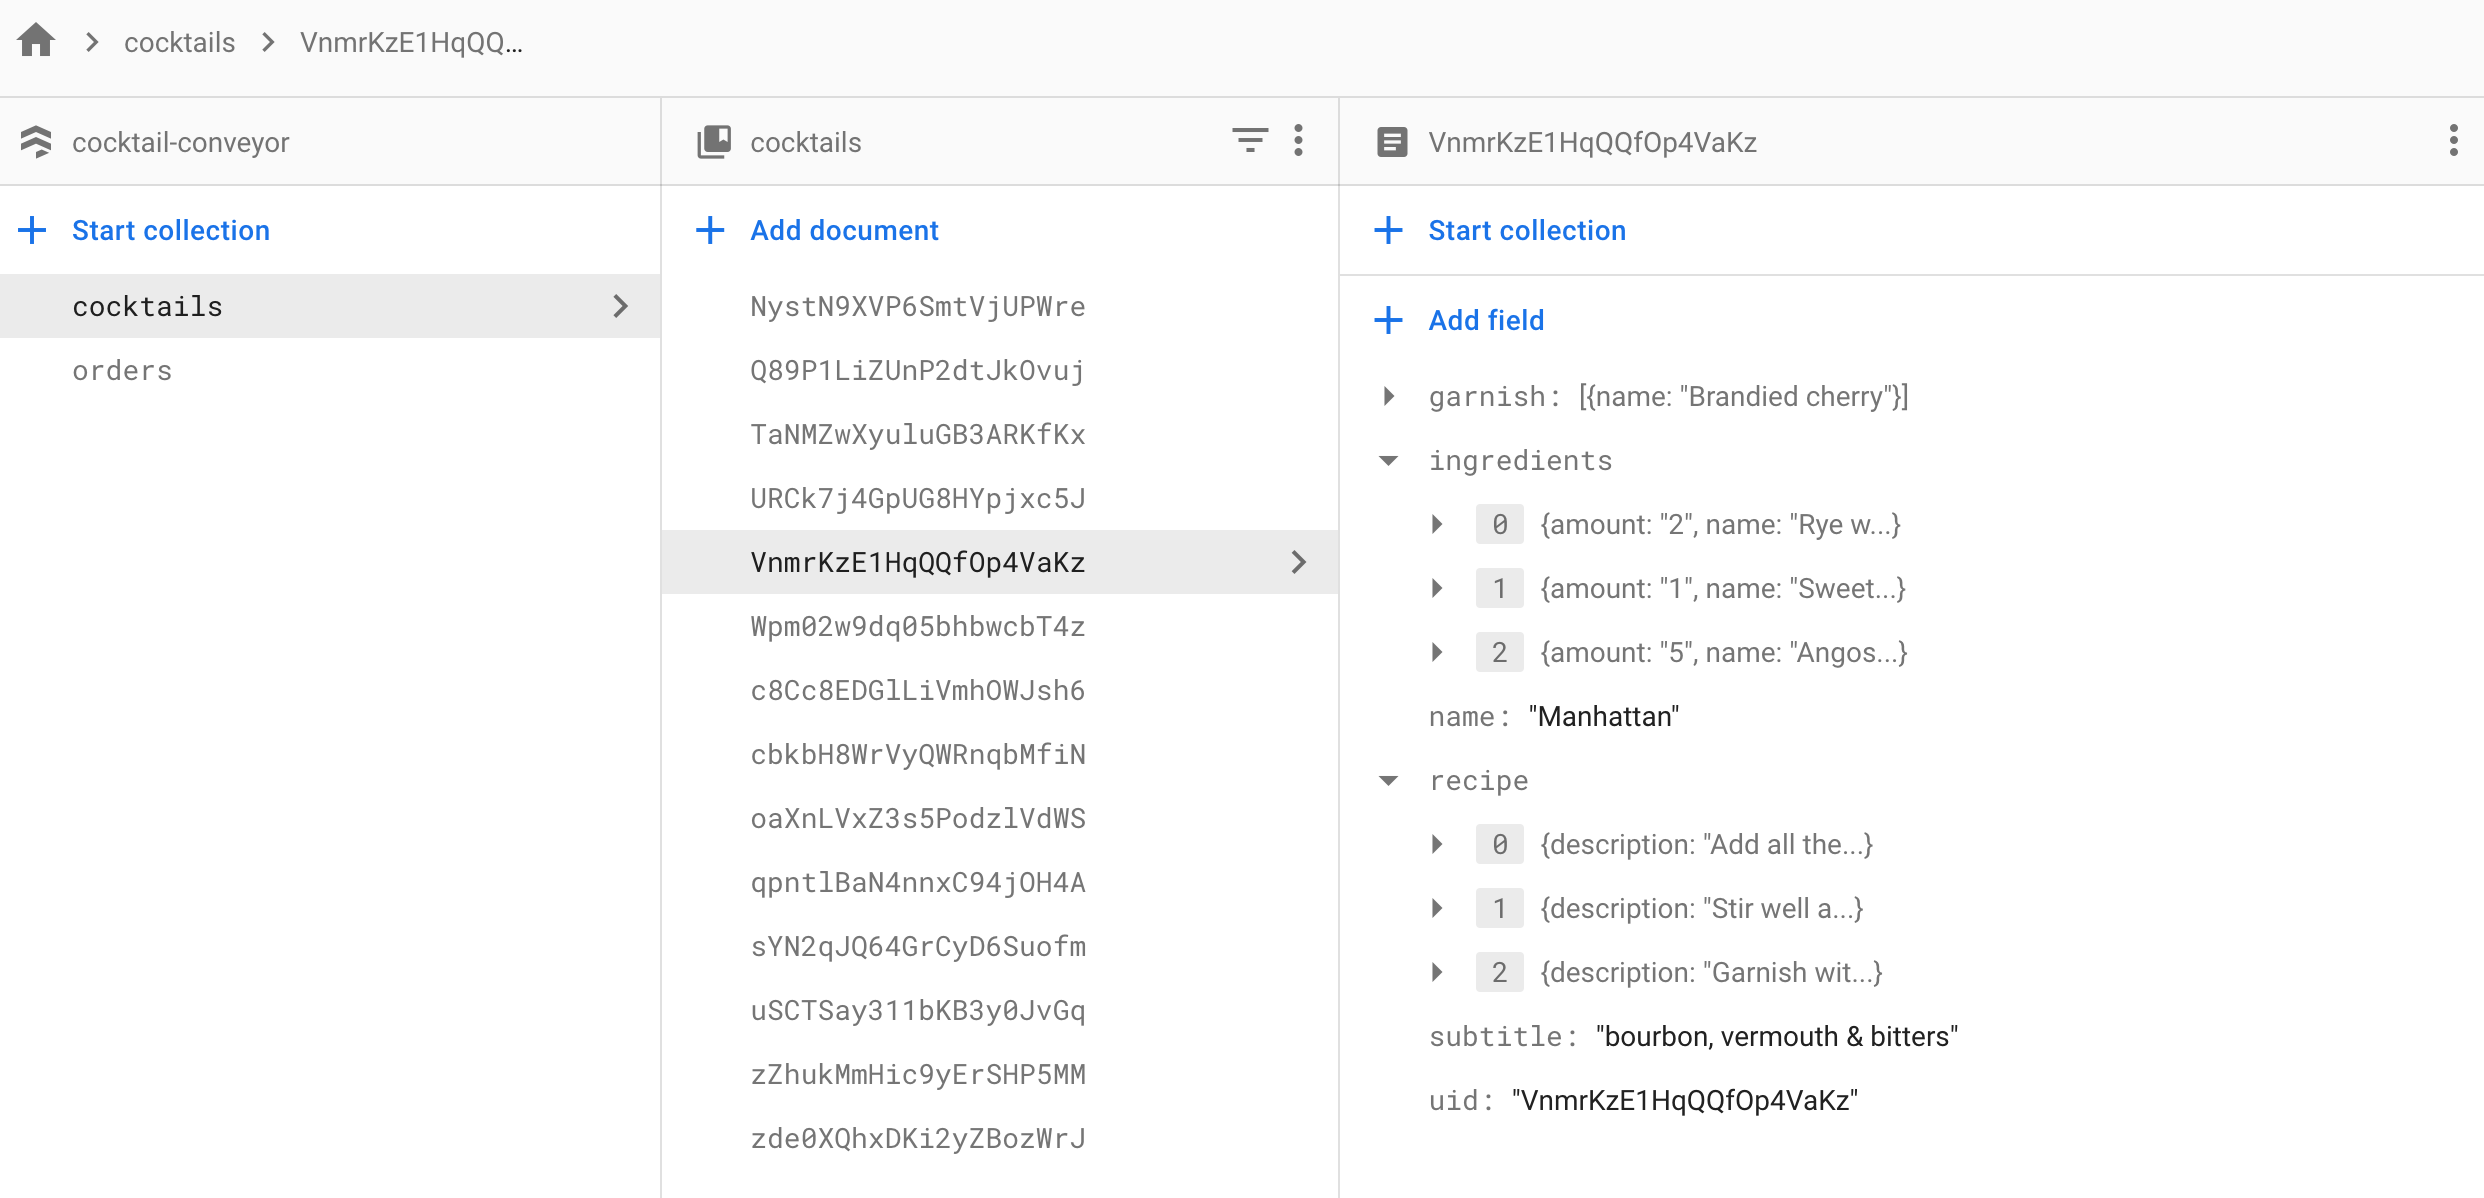 cocktails > VnmrKzE1HqQQ...
cocktail-conveyor
Start collection
cocktails
orders
cocktails
Add document
NystN9XVP6SmtVjUPWre
Q89P1LiZUnP2dtJkOvuj
TaNMZwXyuluGB3ARKfKx
URCk7j4GpUG8HYpjxc5J
VnmrKzE1HqQQfOp4VaKz
Wpm02w9dq05bhbwcbT4z
c8Cc8EDGlLiVmhOWJsh6
cbkbH8WrVyQWRnqbMfiN
oaXnLVxZ3s5PodzlVdWS
qpntlBaN4nnxC94jOH4A
sYN2qJQ64GrCyD6Suofm
uSCTSay311bKB3y0JvGq
zZhukMmHic9yErSHP5MM
zde0XQhxDKi2yZBozWrJ
VnmrKzE1HqQQfOp4VaKz
Start collection
Add field
garnish: [{name: "Brandied cherry"}]
ingredients
0 {amount: "2", name: "Rye w...}
1 {amount: "1", name: "Sweet...}
2 {amount: "5", name: "Angos...}
name: "Manhattan"
recipe
0 {description: "Add all the...}
1 {description: "Stir well a...}
2 {description: "Garnish wit...}
subtitle: "bourbon, vermouth & bitters"
uid: "VnmrKzE1HqQQfOp4VaKz"